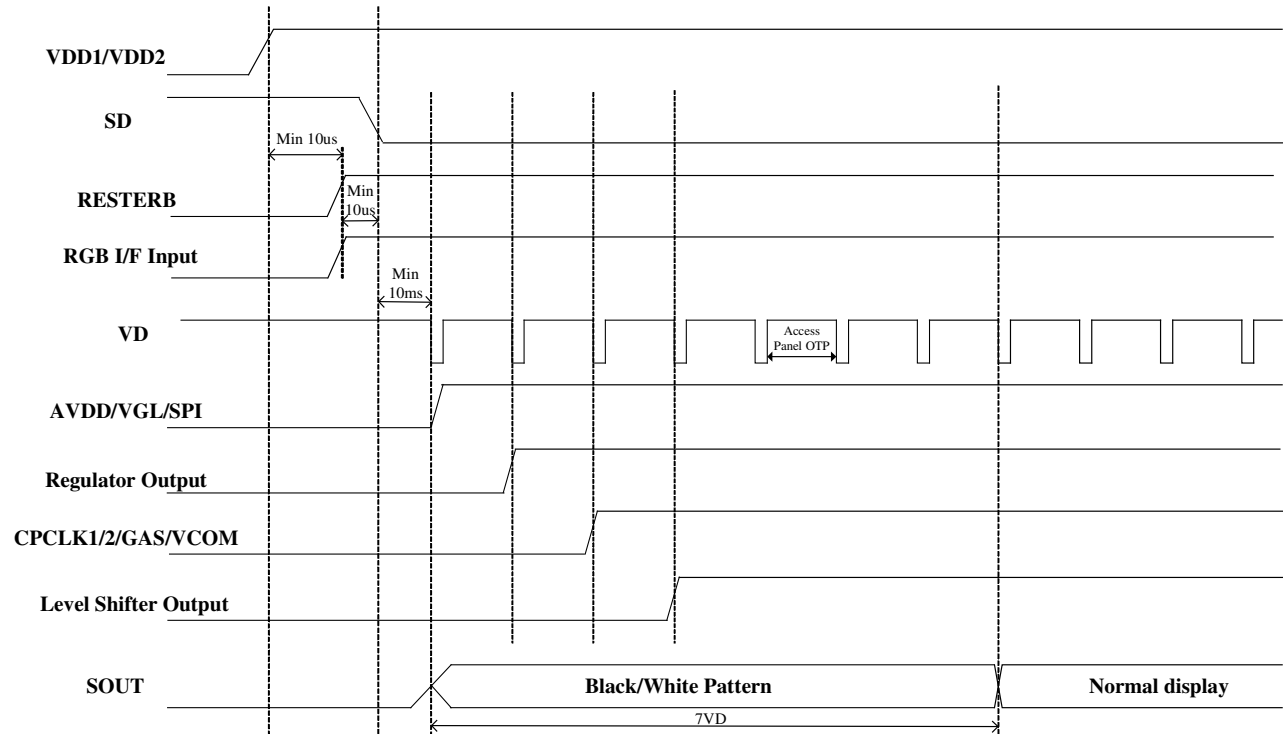 VDD1/VDD2
SD
Min 10us
RESTERB
Min
10us
RGB I/F Input
Min
10ms
VD
Access
Panel OTP
AVDD/VGL/SPI
Regulator Output
CPCLK1/2/GAS/VCOM
Level Shifter Output
SOUT
Black/White Pattern
Normal display
7VD